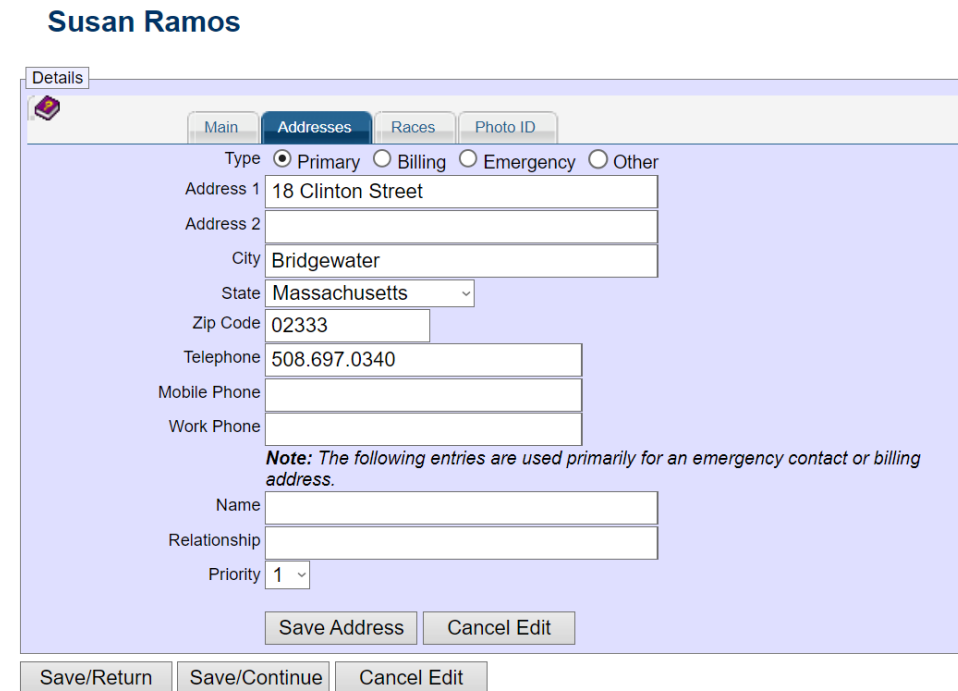 Susan Ramos
Details
Main Addresses Races Photo ID
Type Primary Billing Emergency Other
Address 1 18 Clinton Street
Address 2
City Bridgewater
State Massachusetts
Zip Code 02333
Telephone 508.697.0340
Mobile Phone
Work Phone
Note: The following entries are used primarily for an emergency contact or billing
address.
Name
Relationship
Priority 1
Save Address Cancel Edit
Save/Return Save/Continue Cancel Edit